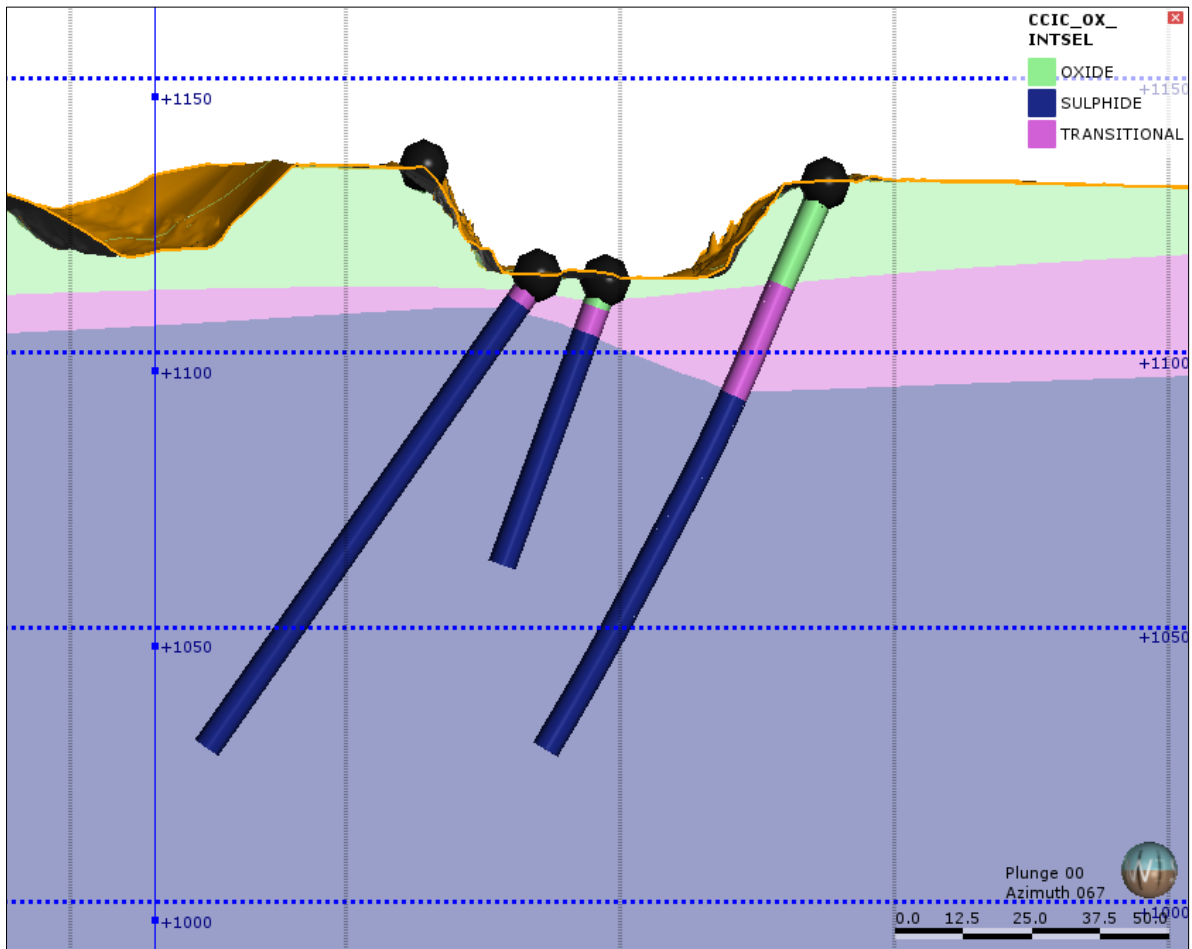 CCIC_OX_
INTSEL
OXIDE
SULPHIDE
TRANSITIONAL
+1150
+1150
+1100
+1100
+1050
+1050
+1000
+1000
Plunge 00
Azimuth 067
0.0 12.5 25.0 37.5 50.0